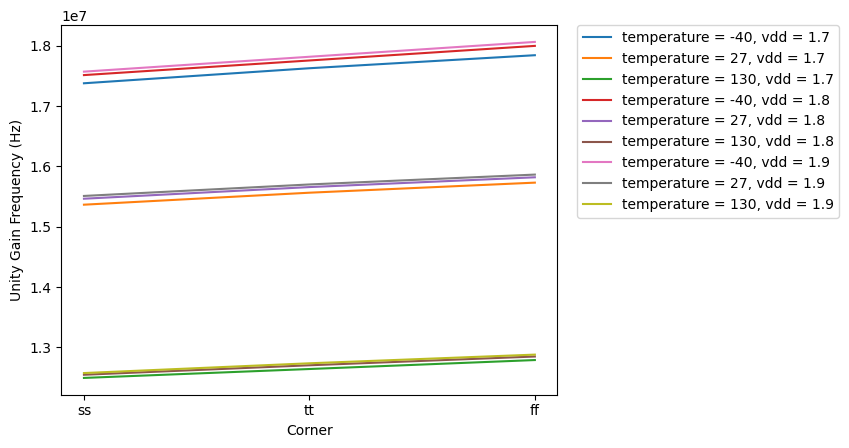 1e7
1.8
1.7
1.6
1.5
1.4
1.3
Unity Gain Frequency (Hz)
ss
tt
ff
Corner
temperature = -40, vdd = 1.7
temperature = 27, vdd = 1.7
temperature = 130, vdd = 1.7
temperature = -40, vdd = 1.8
temperature = 27, vdd = 1.8
temperature = 130, vdd = 1.8
temperature = -40, vdd = 1.9
temperature = 27, vdd = 1.9
temperature = 130, vdd = 1.9